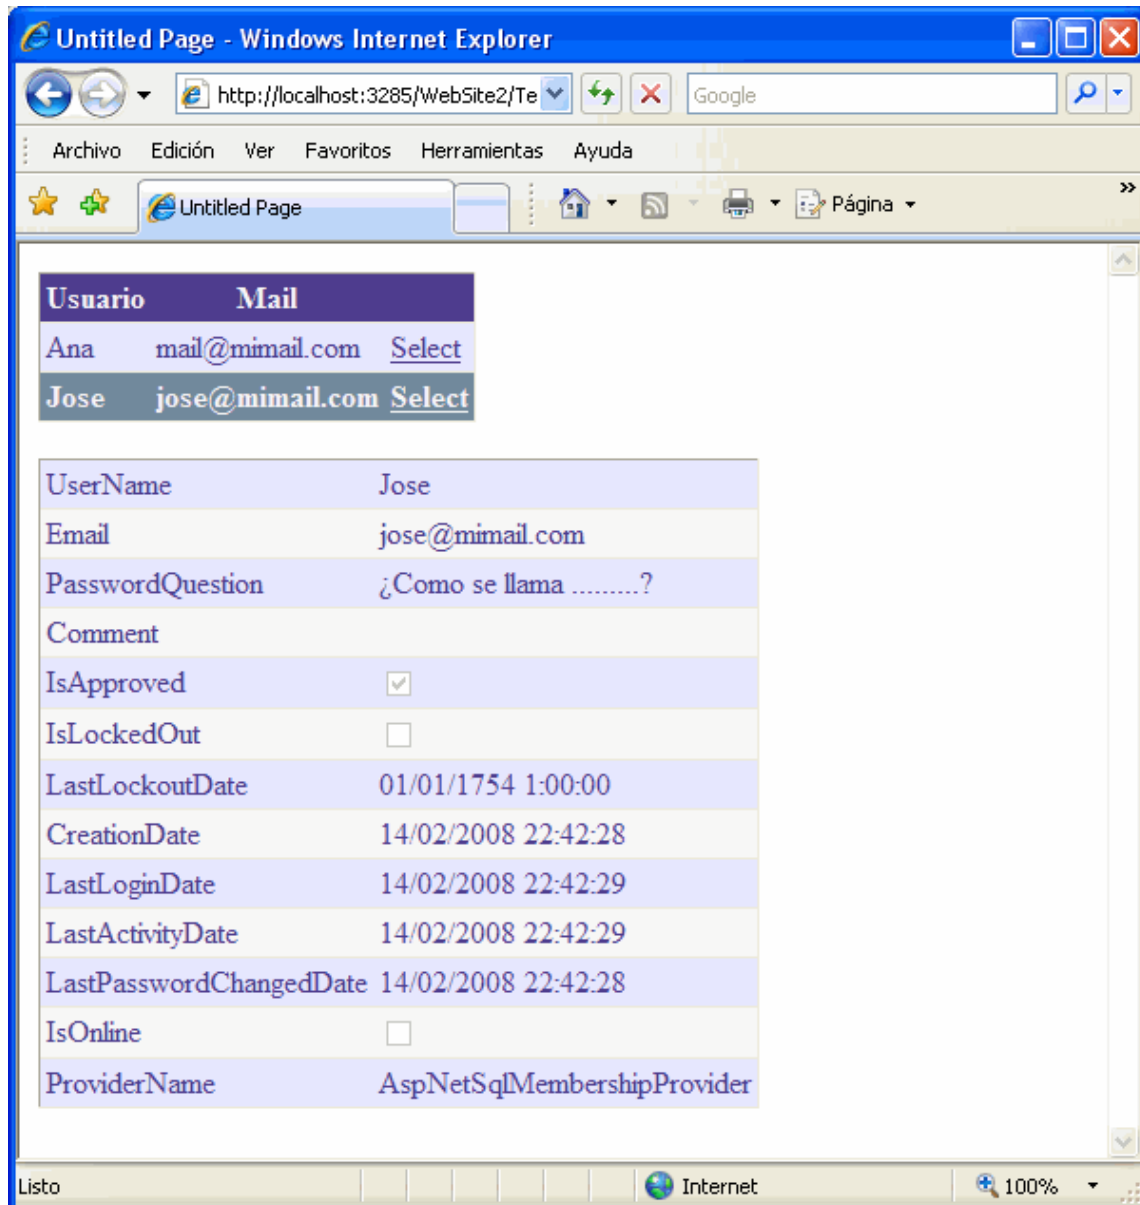 Untitled Page - Windows Internet Explorer
http://localhost:3285/WebSite2/Te
Google
Archivo Edición Ver Favoritos Herramientas Ayuda
Untitled Page
Página
»
Usuario Mail
Ana mail@mimail.com Select
Jose jose@mimail.com Select
UserName Jose
Email jose@mimail.com
PasswordQuestion ¿Como se llama .........?
Comment
IsApproved
IsLockedOut
LastLockoutDate 01/01/1754 1:00:00
CreationDate 14/02/2008 22:42:28
LastLoginDate 14/02/2008 22:42:29
LastActivityDate 14/02/2008 22:42:29
LastPasswordChangedDate 14/02/2008 22:42:28
IsOnline
ProviderName AspNetSqlMembershipProvider
Listo Internet 100%